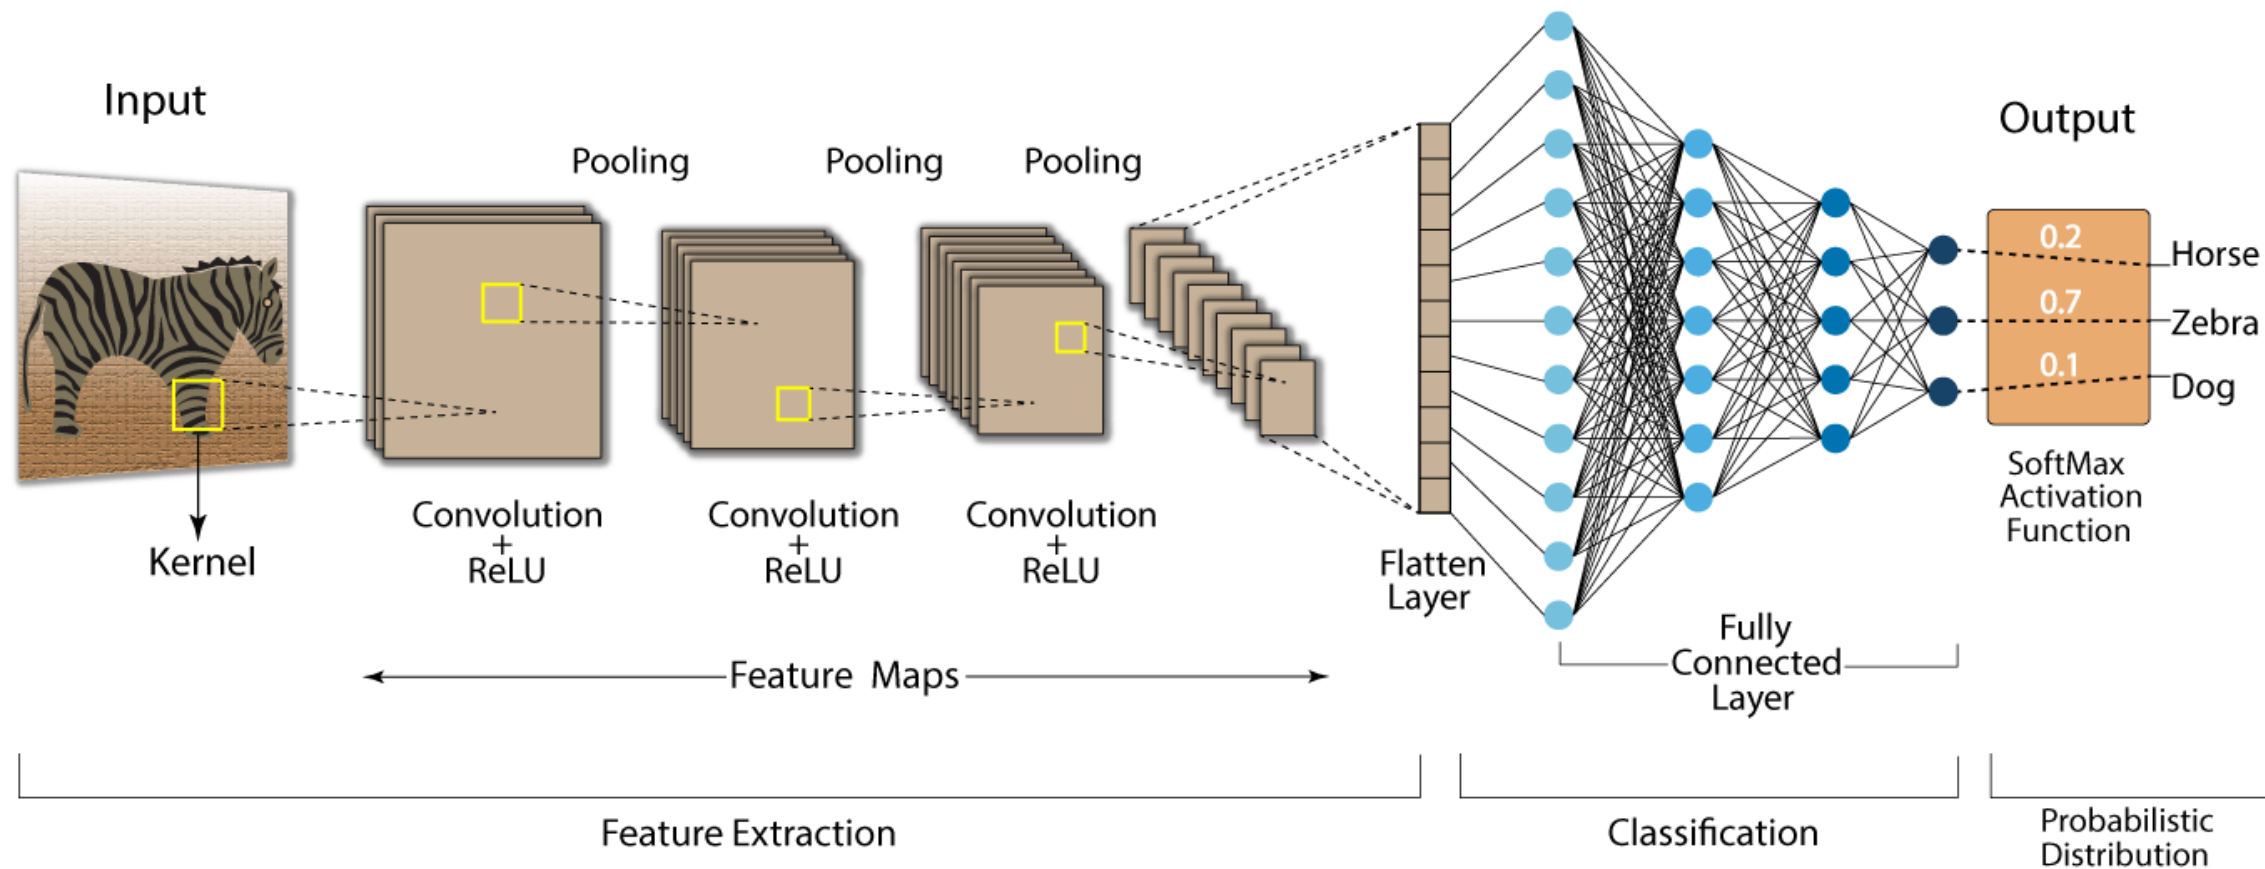 Input
Output
Pooling
Pooling
Pooling
0.2
Horse
0.7
Zebra
0.1
Dog
Kernel
Convolution
+
ReLU
Convolution
+
ReLU
Convolution
+
ReLU
Flatten
Layer
SoftMax
Activation
Function
Feature Maps
Fully
Connected
Layer
Feature Extraction
Classification
Probabilistic
Distribution